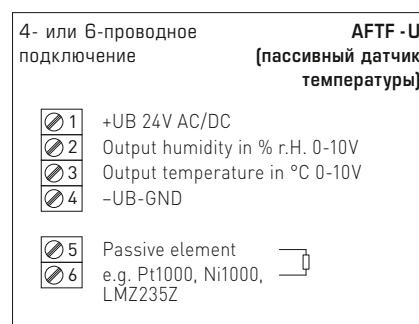 4- или 6-проводное
подключение
AFTF - U
(пассивный датчик
температуры)
1 +UB 24V AC/DC
2 Output humidity in % r.H. 0-10V
3 Output temperature in °C 0-10V
4 –UB-GND
5 Passive element
6 e.g. Pt1000, Ni1000,
LMZ235Z